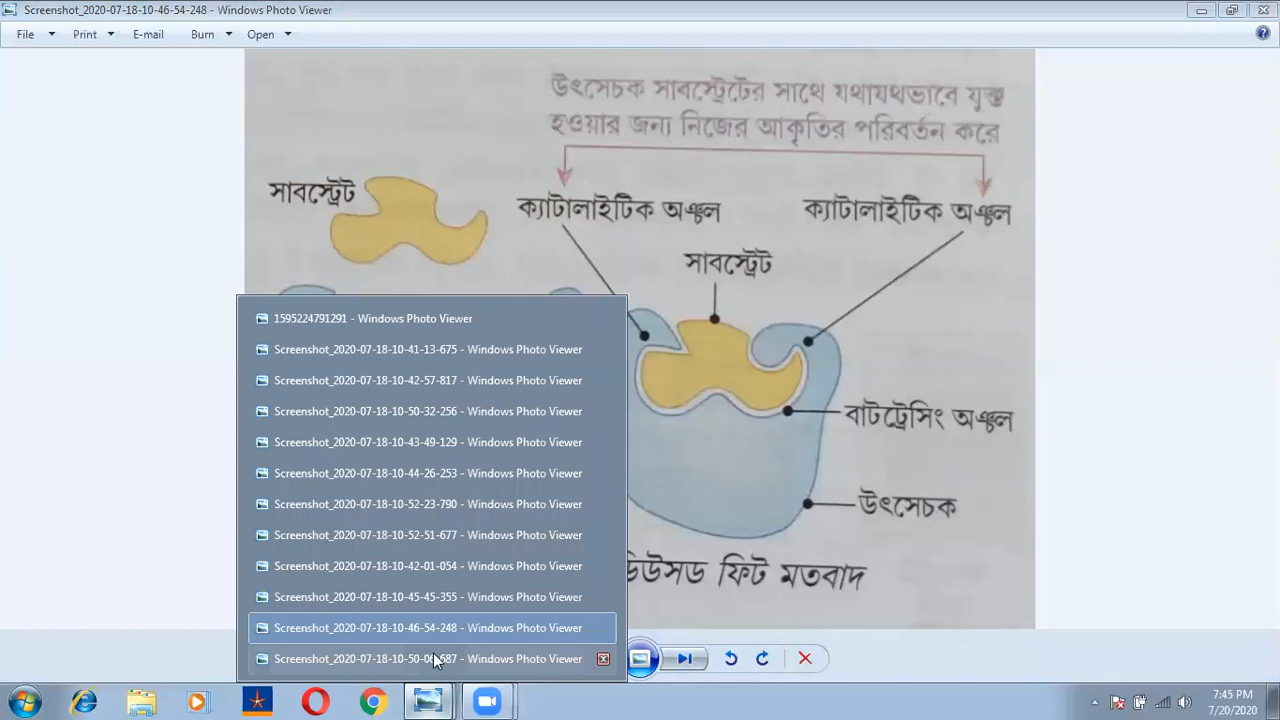 Screenshot_2020-07-18-10-46-54-248 - Windows Photo Viewer
File Print E-mail Burn Open
উৎসেচক সাবস্ট্রেটের সাথে যথাযথভাবে যুক্ত
হওয়ার জন্য নিজের আকৃতির পরিবর্তন করে
সাবস্ট্রেট
ক্যাটালাইটিক অঞ্চল
ক্যাটালাইটিক অঞ্চল
সাবস্ট্রেট
বাটট্রেসিং অঞ্চল
উৎসেচক
ডিউসড ফিট মতবাদ
1595224791291 - Windows Photo Viewer
Screenshot_2020-07-18-10-41-13-675 - Windows Photo Viewer
Screenshot_2020-07-18-10-42-57-817 - Windows Photo Viewer
Screenshot_2020-07-18-10-50-32-256 - Windows Photo Viewer
Screenshot_2020-07-18-10-43-49-129 - Windows Photo Viewer
Screenshot_2020-07-18-10-44-26-253 - Windows Photo Viewer
Screenshot_2020-07-18-10-52-23-790 - Windows Photo Viewer
Screenshot_2020-07-18-10-52-51-677 - Windows Photo Viewer
Screenshot_2020-07-18-10-42-01-054 - Windows Photo Viewer
Screenshot_2020-07-18-10-45-45-355 - Windows Photo Viewer
Screenshot_2020-07-18-10-46-54-248 - Windows Photo Viewer
- Windows Photo Viewer
7:45 PM
7/20/2020